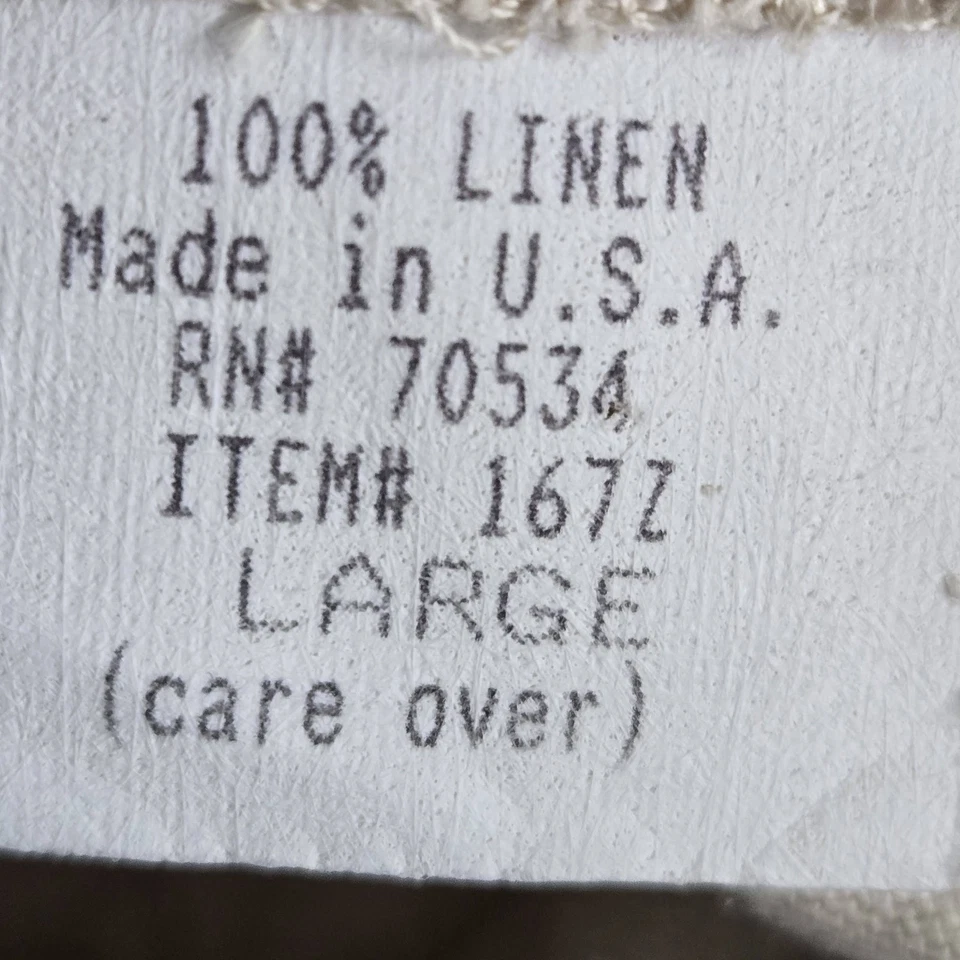 100% LINEN
Made in U.S.A.
RN# 70534
ITEM# 167Z
LARGE
(care over)